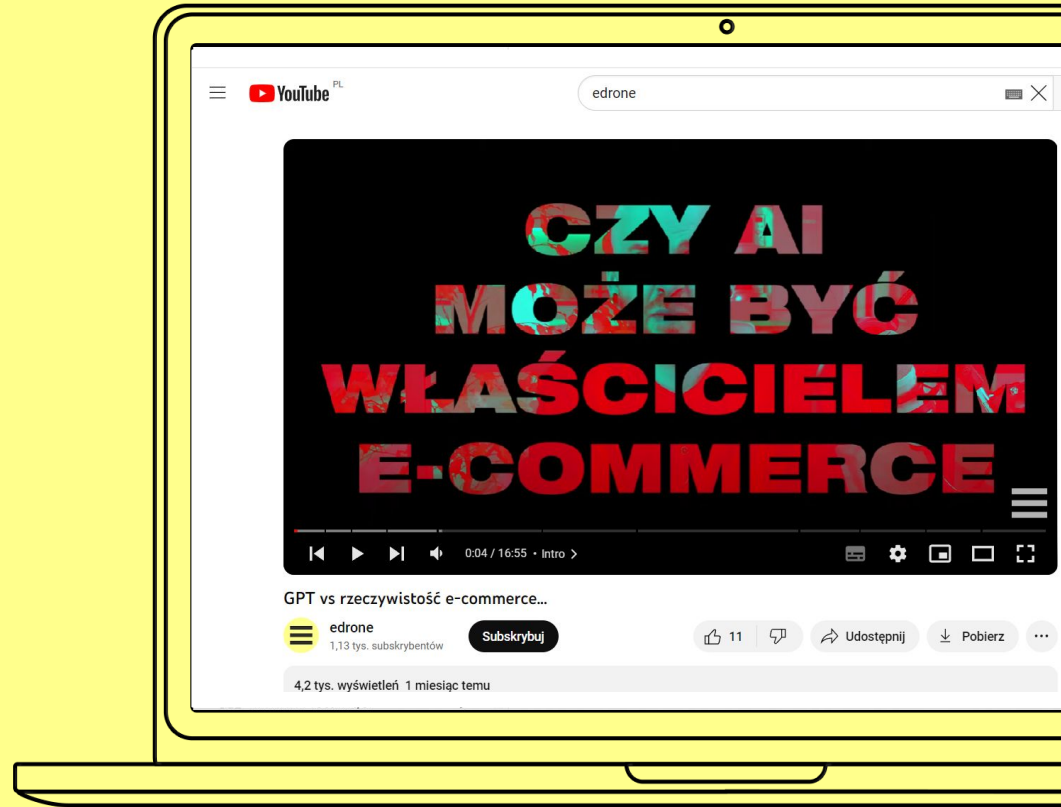 YouTube PL
edrone
CZY AI
MOŻE BYĆ
WŁAŚCICIELEM
E-COMMERCE
0:04 / 16:55 • Intro >
GPT vs rzeczywistość e-commerce...
edrone
1,13 tys. subskrybentów
Subskrybuj
11
Udostępnij
Pobierz
4,2 tys. wyświetleń 1 miesiąc temu